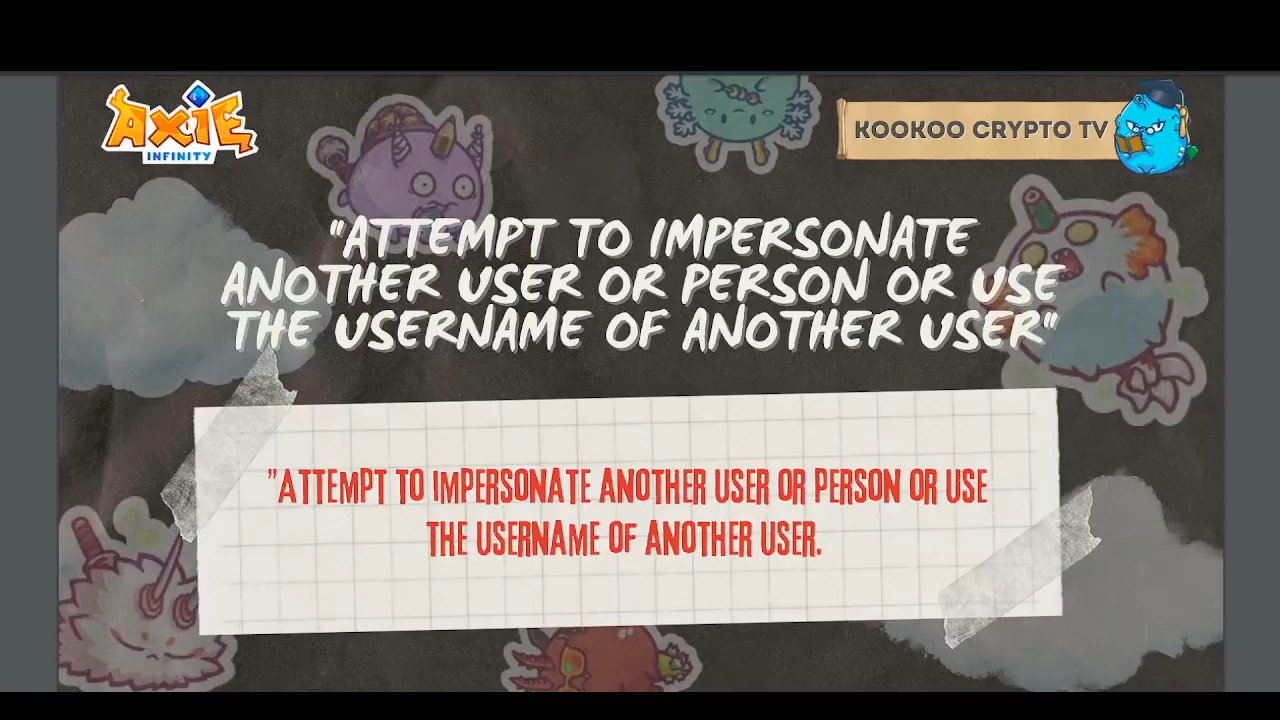 AXIE
INFINITY
KOOKOO CRYPTO TV
"ATTEMPT TO IMPERSONATE
ANOTHER USER OR PERSON OR USE
THE USERNAME OF ANOTHER USER"
"ATTEMPT TO IMPERSONATE ANOTHER USER OR PERSON OR USE
THE USERNAME OF ANOTHER USER.